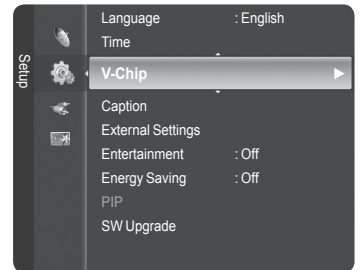 Setup
Language : English
Time
V-Chip
Caption
External Settings
Entertainment : Off
Energy Saving : Off
PIP
SW Upgrade